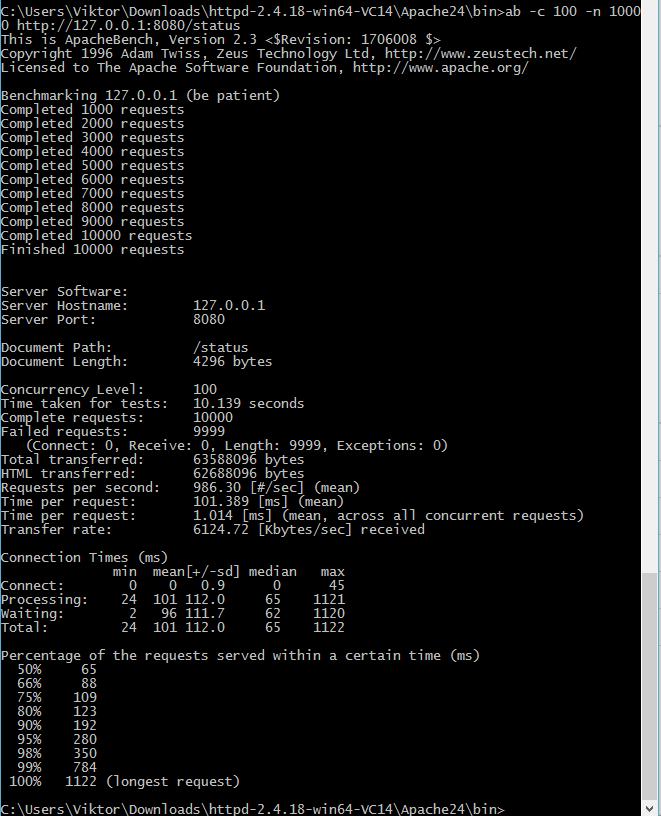 C:\Users\Viktor\Downloads\httpd-2.4.18-win64-VC14\Apache24\bin>ab -c 100 -n 1000
0 http://127.0.0.1:8080/status
This is ApacheBench, Version 2.3 <$Revision: 1706008 $>
Copyright 1996 Adam Twiss, Zeus Technology Ltd, http://www.zeustech.net/
Licensed to The Apache Software Foundation, http://www.apache.org/

Benchmarking 127.0.0.1 (be patient)
Completed 1000 requests
Completed 2000 requests
Completed 3000 requests
Completed 4000 requests
Completed 5000 requests
Completed 6000 requests
Completed 7000 requests
Completed 8000 requests
Completed 9000 requests
Completed 10000 requests
Finished 10000 requests

Server Software:
Server Hostname:        127.0.0.1
Server Port:            8080

Document Path:          /status
Document Length:        4296 bytes

Concurrency Level:      100
Time taken for tests:   10.139 seconds
Complete requests:      10000
Failed requests:        9999
   (Connect: 0, Receive: 0, Length: 9999, Exceptions: 0)
Total transferred:      63588096 bytes
HTML transferred:       62688096 bytes
Requests per second:    986.30 [#/sec] (mean)
Time per request:       101.389 [ms] (mean)
Time per request:       1.014 [ms] (mean, across all concurrent requests)
Transfer rate:          6124.72 [Kbytes/sec] received

Connection Times (ms)
              min  mean[+/-sd] median   max
Connect:        0    0   0.9      0      45
Processing:    24  101 112.0     65    1121
Waiting:        2   96 111.7     62    1120
Total:         24  101 112.0     65    1122

Percentage of the requests served within a certain time (ms)
  50%     65
  66%     88
  75%    109
  80%    123
  90%    192
  95%    280
  98%    350
  99%    784
 100%   1122 (longest request)

C:\Users\Viktor\Downloads\httpd-2.4.18-win64-VC14\Apache24\bin>